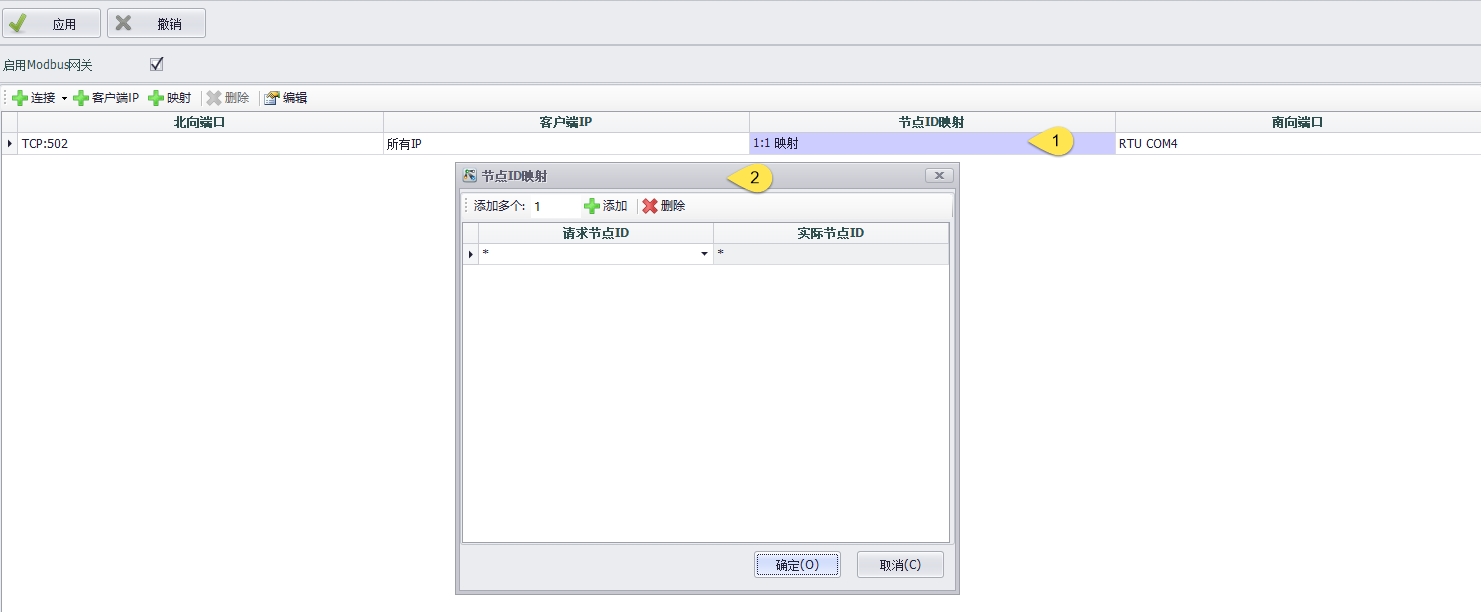 应用 撤销
启用Modbus网关
连接 客户端IP 映射 删除 编辑
北向端口 客户端IP 节点ID映射 南向端口
TCP:502 所有IP 1:1 映射 1 RTU COM4
节点ID映射 2
添加多个: 1 添加 删除
请求节点ID 实际节点ID
* *
确定(O) 取消(C)